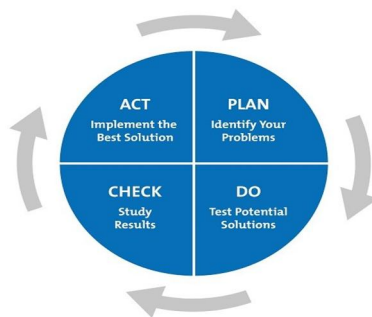 ACT
Implement the
Best Solution
PLAN
Identify Your
Problems
CHECK
Study
Results
DO
Test Potential
Solutions